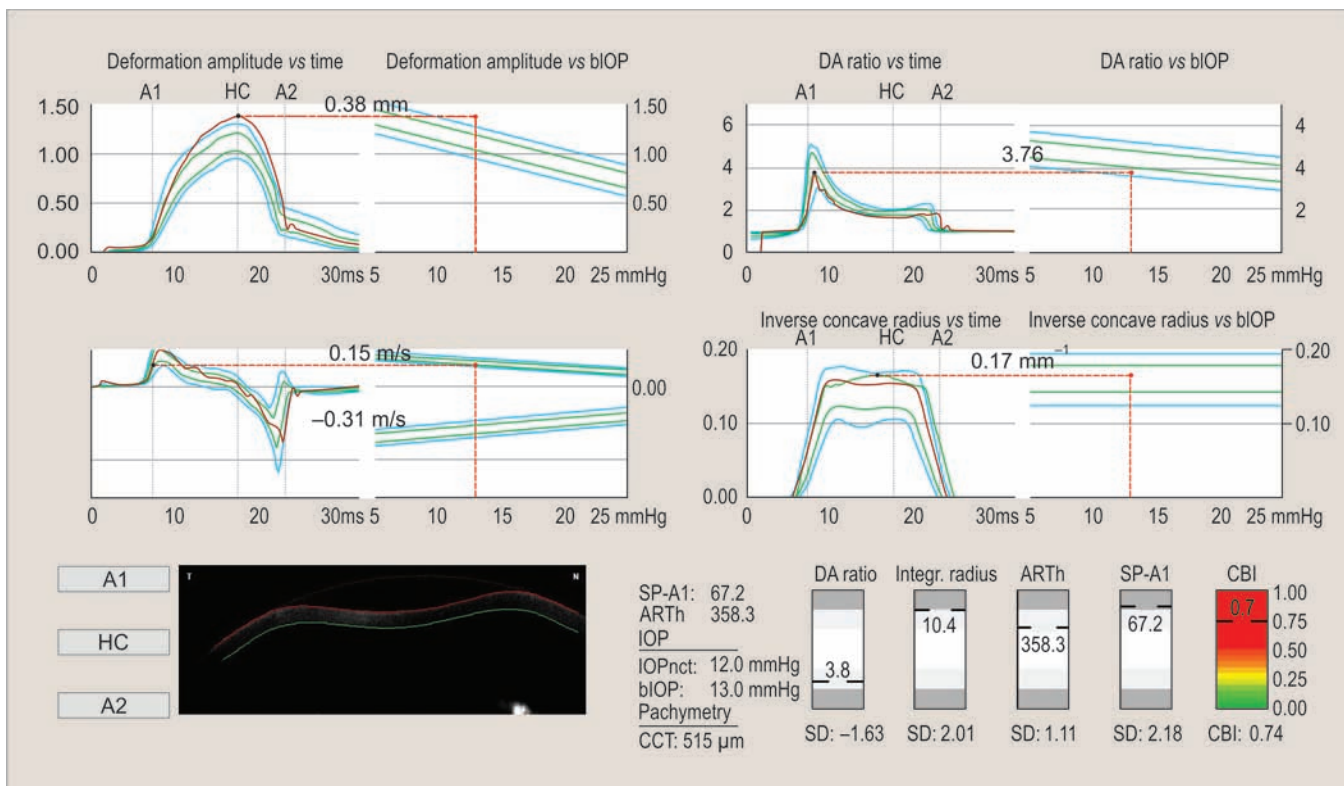 Deformation amplitude vs time
Deformation amplitude vs bIOP
A1 HC A2
0.38 mm
1.50
1.00
0.50
0.00
1.50
1.00
0.50
0 10 20 30ms
5 10 15 20 25 mmHg
DA ratio vs time
DA ratio vs bIOP
A1 HC A2
3.76
6
4
2
0
4
4
2
0 10 20 30ms
5 10 15 20 25 mmHg
0.15 m/s
–0.31 m/s
0.00
0 10 20 30ms
5 10 15 20 25 mmHg
Inverse concave radius vs time
Inverse concave radius vs bIOP
A1 HC A2
0.17 mm–1
0.20
0.10
0.00
0.20
0.10
0 10 20 30ms
5 10 15 20 25 mmHg
A1
HC
A2
T N
SP-A1: 67.2
ARTh 358.3
IOP
IOPnct: 12.0 mmHg
bIOP: 13.0 mmHg
Pachymetry
CCT: 515 µm
DA ratio
3.8
SD: –1.63
Integr. radius
10.4
SD: 2.01
ARTh
358.3
SD: 1.11
SP-A1
67.2
SD: 2.18
CBI
0.7
1.00
0.75
0.50
0.25
0.00
CBI: 0.74